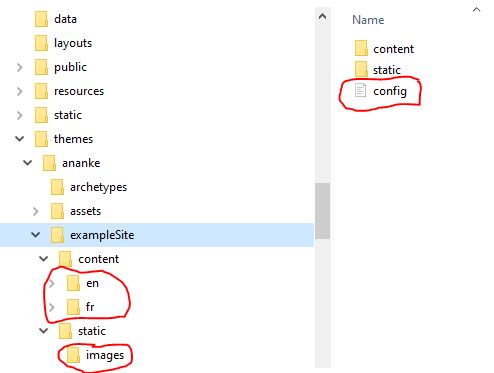 data
layouts
public
resources
static
themes
ananke
archetypes
assets
exampleSite
content
en
fr
static
images
Name
content
static
config